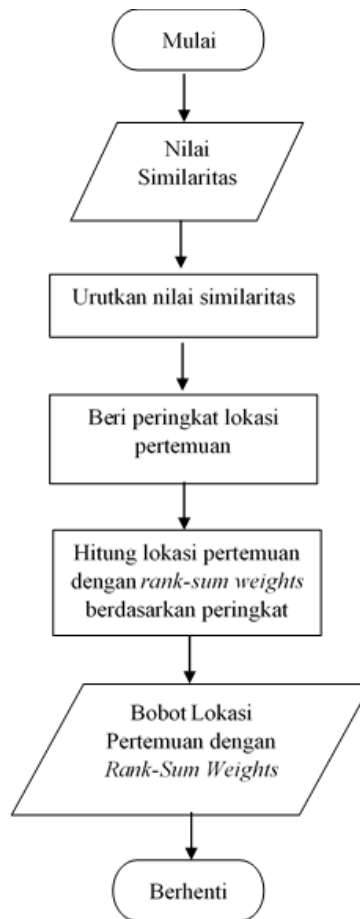 Mulai
Nilai
Similaritas
Urutkan nilai similaritas
Beri peringkat lokasi
pertemuan
Hitung lokasi pertemuan
dengan rank-sum weights
berdasarkan peringkat
Bobot Lokasi
Pertemuan dengan
Rank-Sum Weights
Berhenti